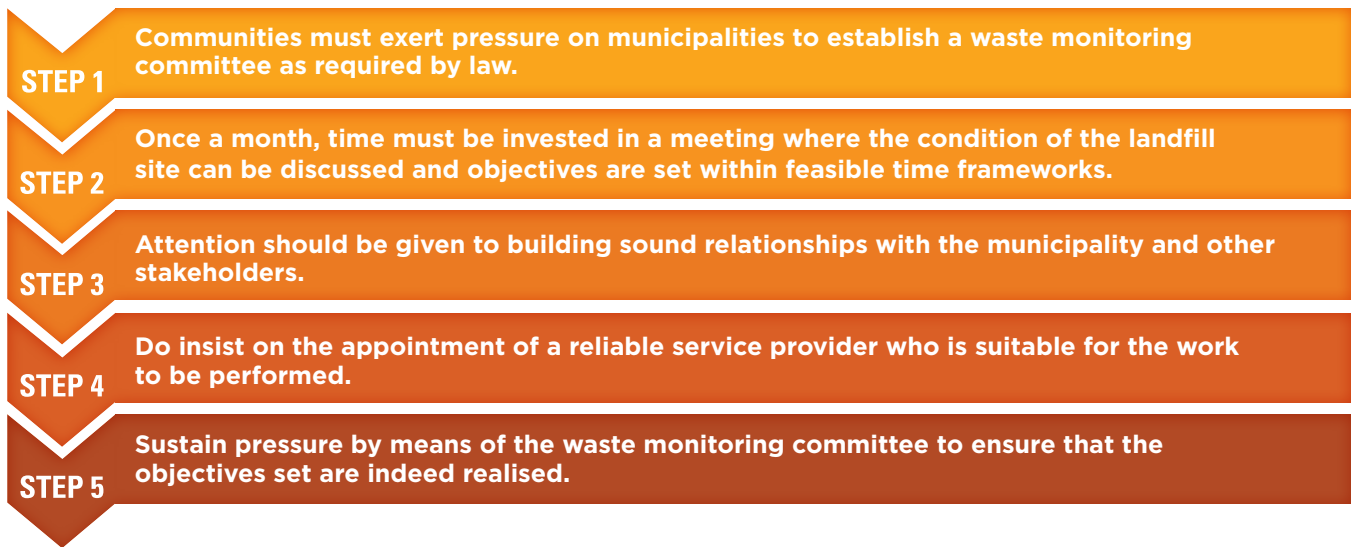 STEP 1
Communities must exert pressure on municipalities to establish a waste monitoring
committee as required by law.
STEP 2
Once a month, time must be invested in a meeting where the condition of the landfill
site can be discussed and objectives are set within feasible time frameworks.
STEP 3
Attention should be given to building sound relationships with the municipality and other
stakeholders.
STEP 4
Do insist on the appointment of a reliable service provider who is suitable for the work
to be performed.
STEP 5
Sustain pressure by means of the waste monitoring committee to ensure that the
objectives set are indeed realised.